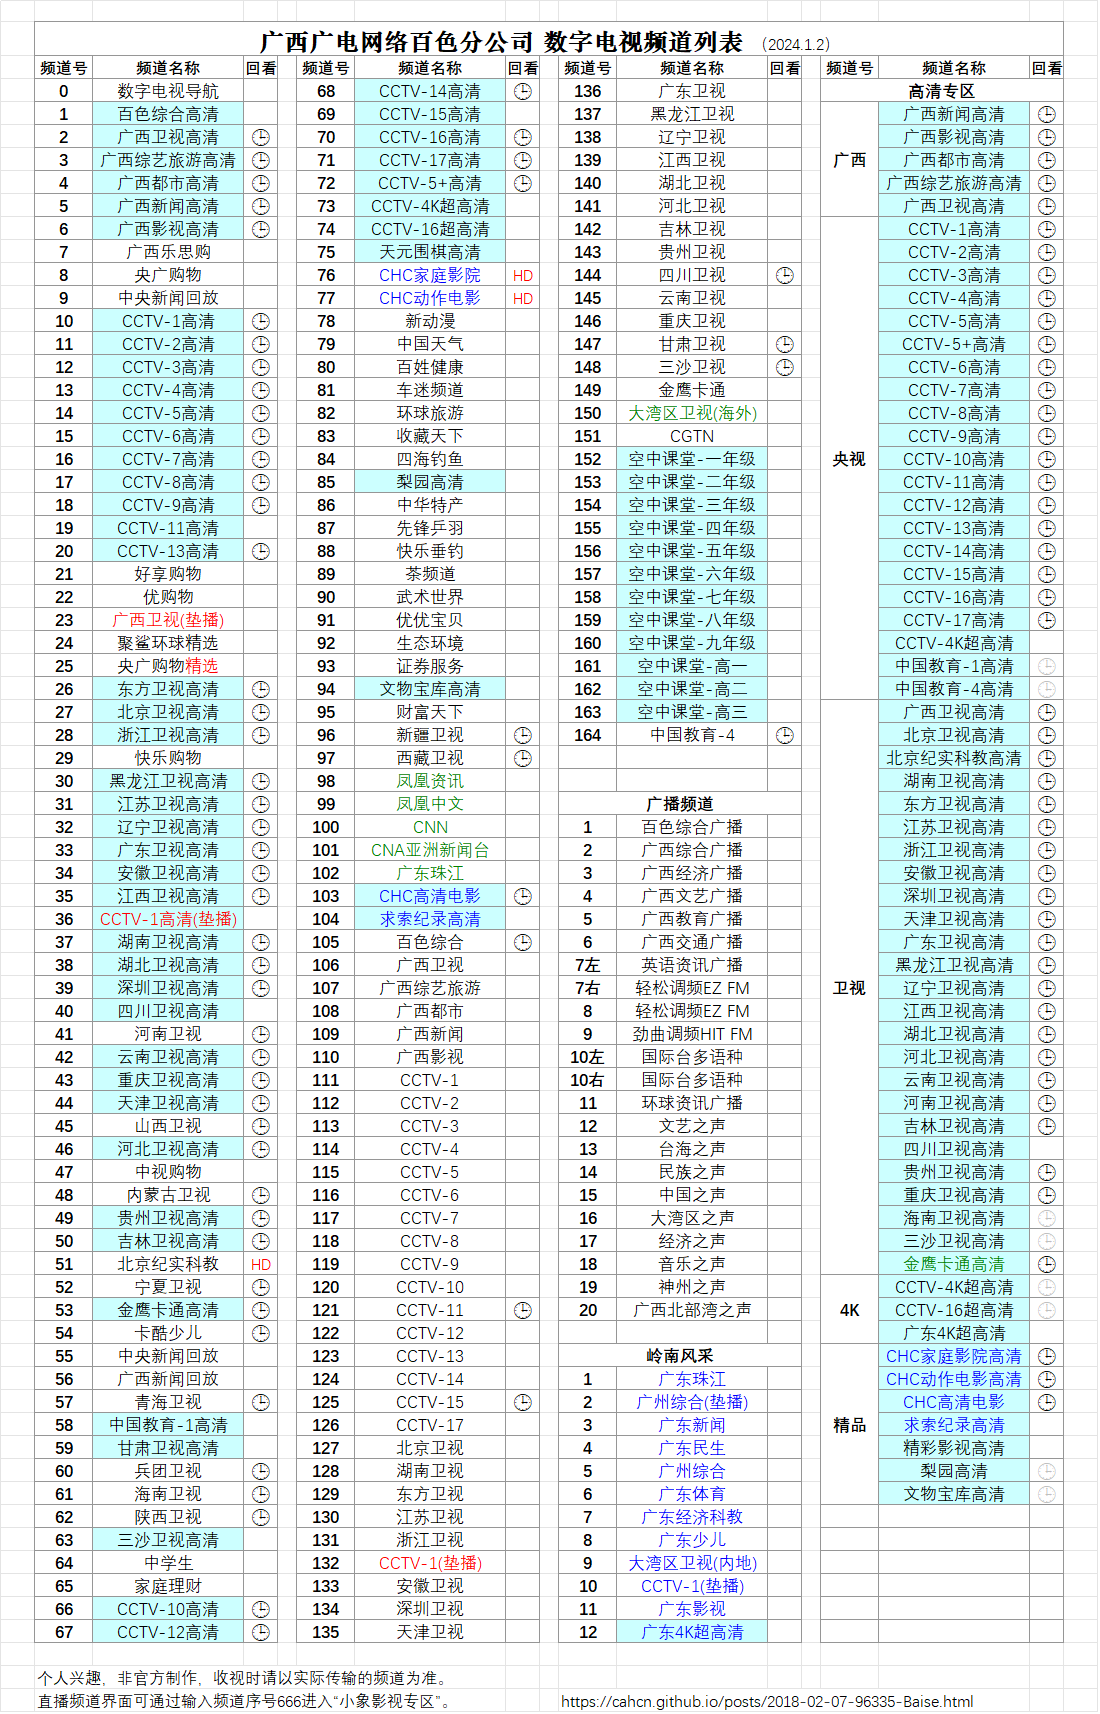 广西广电网络百色分公司 数字电视频道列表 （2024.1.2）
频道号 频道名称 回看
0 数字电视导航
1 百色综合高清
2 广西卫视高清
3 广西综艺旅游高清
4 广西都市高清
5 广西新闻高清
6 广西影视高清
7 广西乐思购
8 央广购物
9 中央新闻回放
10 CCTV-1高清
11 CCTV-2高清
12 CCTV-3高清
13 CCTV-4高清
14 CCTV-5高清
15 CCTV-6高清
16 CCTV-7高清
17 CCTV-8高清
18 CCTV-9高清
19 CCTV-11高清
20 CCTV-13高清
21 好享购物
22 优购物
23 广西卫视(垫播)
24 聚鲨环球精选
25 央广购物精选
26 东方卫视高清
27 北京卫视高清
28 浙江卫视高清
29 快乐购物
30 黑龙江卫视高清
31 江苏卫视高清
32 辽宁卫视高清
33 广东卫视高清
34 安徽卫视高清
35 江西卫视高清
36 CCTV-1高清(垫播)
37 湖南卫视高清
38 湖北卫视高清
39 深圳卫视高清
40 四川卫视高清
41 河南卫视
42 云南卫视高清
43 重庆卫视高清
44 天津卫视高清
45 山西卫视
46 河北卫视高清
47 中视购物
48 内蒙古卫视
49 贵州卫视高清
50 吉林卫视高清
51 北京纪实科教 HD
52 宁夏卫视
53 金鹰卡通高清
54 卡酷少儿
55 中央新闻回放
56 广西新闻回放
57 青海卫视
58 中国教育-1高清
59 甘肃卫视高清
60 兵团卫视
61 海南卫视
62 陕西卫视
63 三沙卫视高清
64 中学生
65 家庭理财
66 CCTV-10高清
67 CCTV-12高清
频道号 频道名称 回看
68 CCTV-14高清
69 CCTV-15高清
70 CCTV-16高清
71 CCTV-17高清
72 CCTV-5+高清
73 CCTV-4K超高清
74 CCTV-16超高清
75 天元围棋高清
76 CHC家庭影院 HD
77 CHC动作电影 HD
78 新动漫
79 中国天气
80 百姓健康
81 车迷频道
82 环球旅游
83 收藏天下
84 四海钓鱼
85 梨园高清
86 中华特产
87 先锋乒羽
88 快乐垂钓
89 茶频道
90 武术世界
91 优优宝贝
92 生态环境
93 证券服务
94 文物宝库高清
95 财富天下
96 新疆卫视
97 西藏卫视
98 凤凰资讯
99 凤凰中文
100 CNN
101 CNA亚洲新闻台
102 广东珠江
103 CHC高清电影
104 求索纪录高清
105 百色综合
106 广西卫视
107 广西综艺旅游
108 广西都市
109 广西新闻
110 广西影视
111 CCTV-1
112 CCTV-2
113 CCTV-3
114 CCTV-4
115 CCTV-5
116 CCTV-6
117 CCTV-7
118 CCTV-8
119 CCTV-9
120 CCTV-10
121 CCTV-11
122 CCTV-12
123 CCTV-13
124 CCTV-14
125 CCTV-15
126 CCTV-17
127 北京卫视
128 湖南卫视
129 东方卫视
130 江苏卫视
131 浙江卫视
132 CCTV-1(垫播)
133 安徽卫视
134 深圳卫视
135 天津卫视
频道号 频道名称 回看
136 广东卫视
137 黑龙江卫视
138 辽宁卫视
139 江西卫视
140 湖北卫视
141 河北卫视
142 吉林卫视
143 贵州卫视
144 四川卫视
145 云南卫视
146 重庆卫视
147 甘肃卫视
148 三沙卫视
149 金鹰卡通
150 大湾区卫视(海外)
151 CGTN
152 空中课堂-一年级
153 空中课堂-二年级
154 空中课堂-三年级
155 空中课堂-四年级
156 空中课堂-五年级
157 空中课堂-六年级
158 空中课堂-七年级
159 空中课堂-八年级
160 空中课堂-九年级
161 空中课堂-高一
162 空中课堂-高二
163 空中课堂-高三
164 中国教育-4
广播频道
1 百色综合广播
2 广西综合广播
3 广西经济广播
4 广西文艺广播
5 广西教育广播
6 广西交通广播
7左 英语资讯广播
7右 轻松调频EZ FM
8 轻松调频EZ FM
9 劲曲调频HIT FM
10左 国际台多语种
10右 国际台多语种
11 环球资讯广播
12 文艺之声
13 台海之声
14 民族之声
15 中国之声
16 大湾区之声
17 经济之声
18 音乐之声
19 神州之声
20 广西北部湾之声
岭南风采
1 广东珠江
2 广州综合(垫播)
3 广东新闻
4 广东民生
5 广州综合
6 广东体育
7 广东经济科教
8 广东少儿
9 大湾区卫视(内地)
10 CCTV-1(垫播)
11 广东影视
12 广东4K超高清
频道号 频道名称 回看
高清专区
广西
广西新闻高清
广西影视高清
广西都市高清
广西综艺旅游高清
广西卫视高清
央视
CCTV-1高清
CCTV-2高清
CCTV-3高清
CCTV-4高清
CCTV-5高清
CCTV-5+高清
CCTV-6高清
CCTV-7高清
CCTV-8高清
CCTV-9高清
CCTV-10高清
CCTV-11高清
CCTV-12高清
CCTV-13高清
CCTV-14高清
CCTV-15高清
CCTV-16高清
CCTV-17高清
CCTV-4K超高清
中国教育-1高清
中国教育-4高清
卫视
广西卫视高清
北京卫视高清
北京纪实科教高清
湖南卫视高清
东方卫视高清
江苏卫视高清
浙江卫视高清
安徽卫视高清
深圳卫视高清
天津卫视高清
广东卫视高清
黑龙江卫视高清
辽宁卫视高清
江西卫视高清
湖北卫视高清
河北卫视高清
云南卫视高清
河南卫视高清
吉林卫视高清
四川卫视高清
贵州卫视高清
重庆卫视高清
海南卫视高清
三沙卫视高清
金鹰卡通高清
4K
CCTV-4K超高清
CCTV-16超高清
广东4K超高清
精品
CHC家庭影院高清
CHC动作电影高清
CHC高清电影
求索纪录高清
精彩影视高清
梨园高清
文物宝库高清
个人兴趣，非官方制作，收视时请以实际传输的频道为准。
直播频道界面可通过输入频道序号666进入“小象影视专区”。
https://cahcn.github.io/posts/2018-02-07-96335-Baise.html